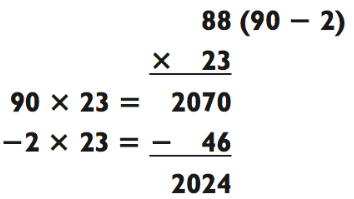 88 (90 − 2)
× 23
90 × 23 = 2070
−2 × 23 = − 46
2024